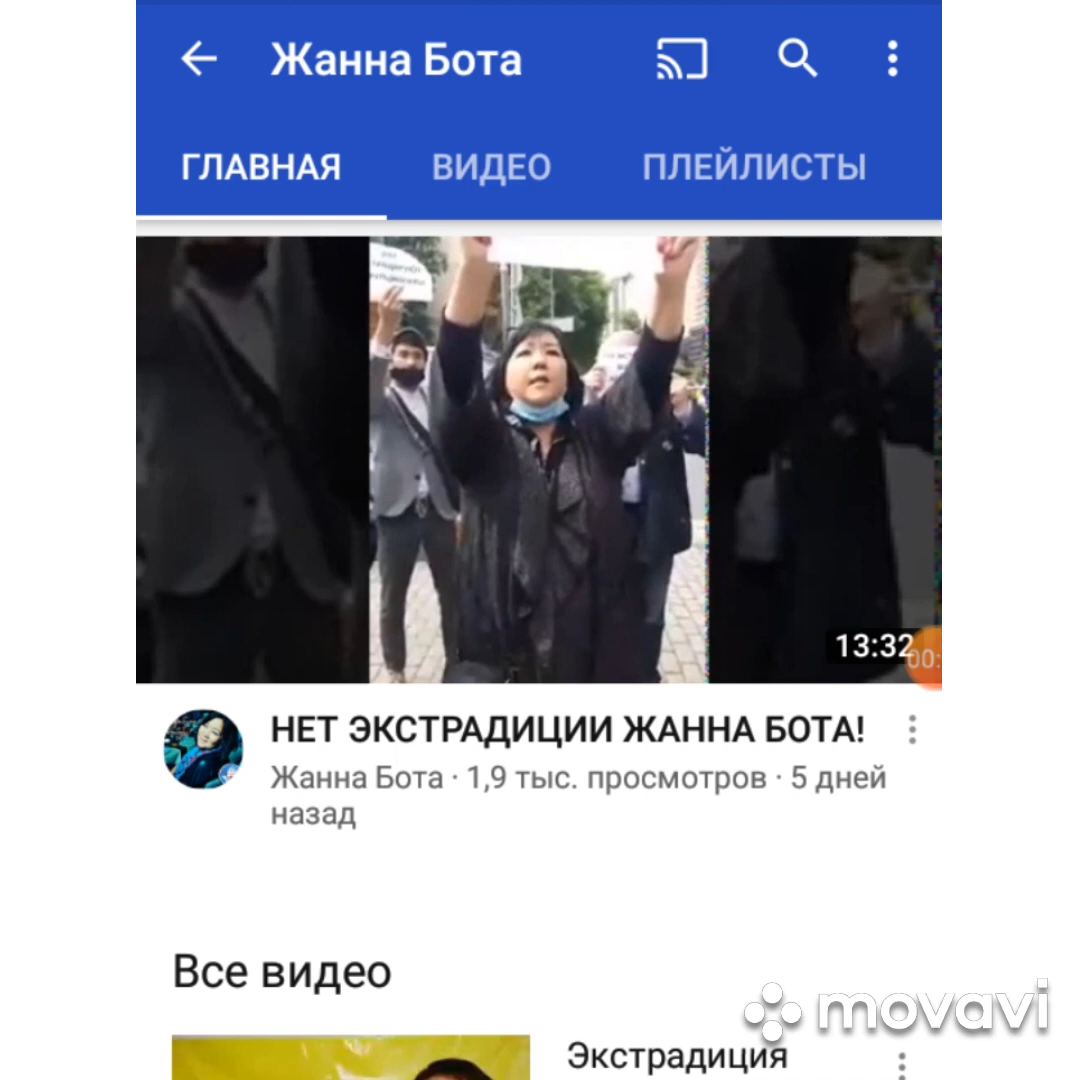 Жанна Бота
ГЛАВНАЯ ВИДЕО ПЛЕЙЛИСТЫ
13:32
00:
НЕТ ЭКСТРАДИЦИИ ЖАННА БОТА!
Жанна Бота · 1,9 тыс. просмотров · 5 дней
назад
Все видео
movavi
Экстрадиция